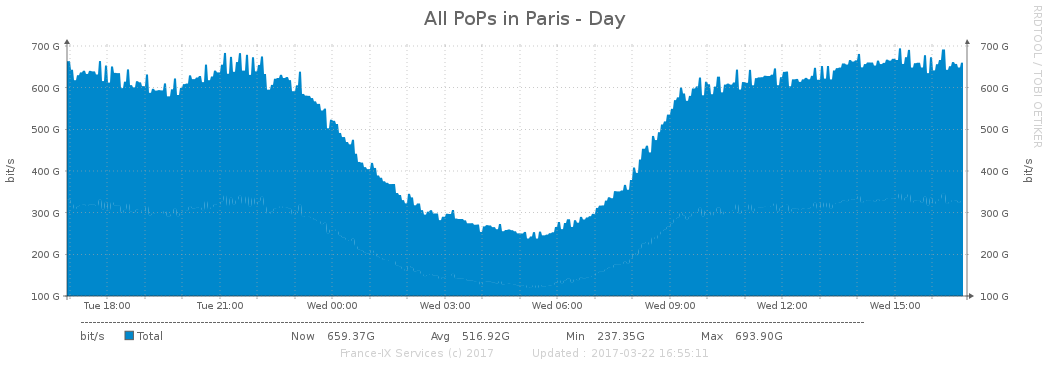 All PoPs in Paris - Day
RRDTOOL / TOBI OETIKER
700 G 700 G
600 G 600 G
500 G 500 G
400 G 400 G
300 G 300 G
200 G 200 G
100 G 100 G
bit/s bit/s
Tue 18:00 Tue 21:00 Wed 00:00 Wed 03:00 Wed 06:00 Wed 09:00 Wed 12:00 Wed 15:00
bit/s Total Now 659.37G Avg 516.92G Min 237.35G Max 693.90G
France-IX Services (c) 2017 Updated : 2017-03-22 16:55:11